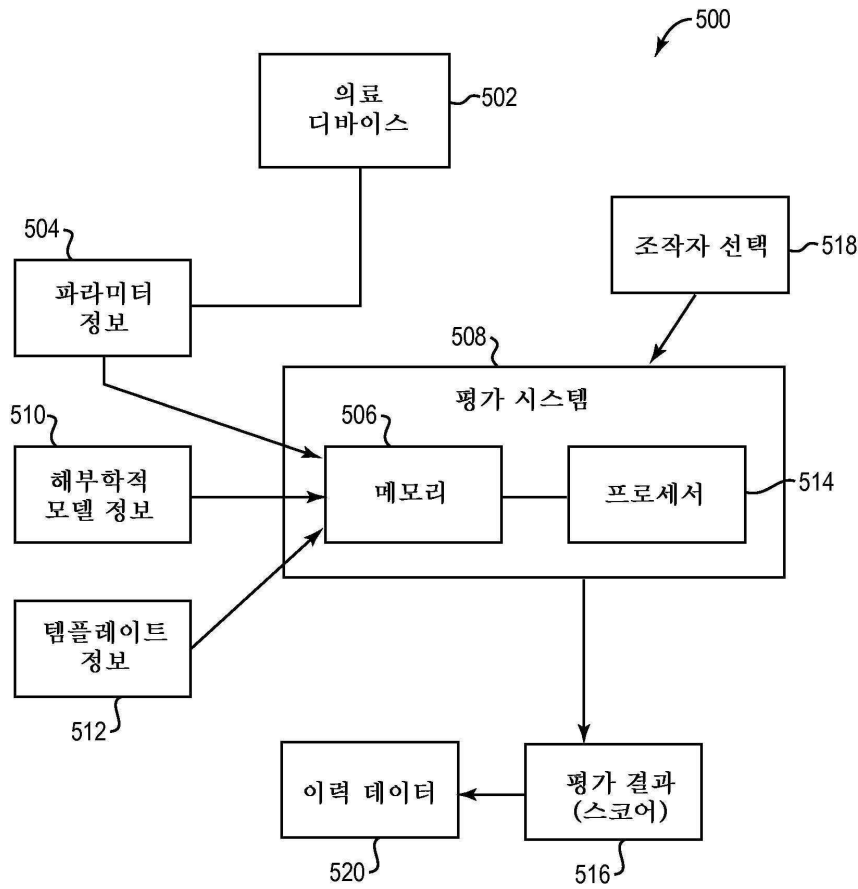 500
의료
디바이스
502
504
파라미터
정보
조작자 선택
518
508
평가 시스템
510
506
해부학적
모델 정보
메모리
프로세서
514
템플레이트
정보
512
이력 데이터
520
평가 결과
(스코어)
516